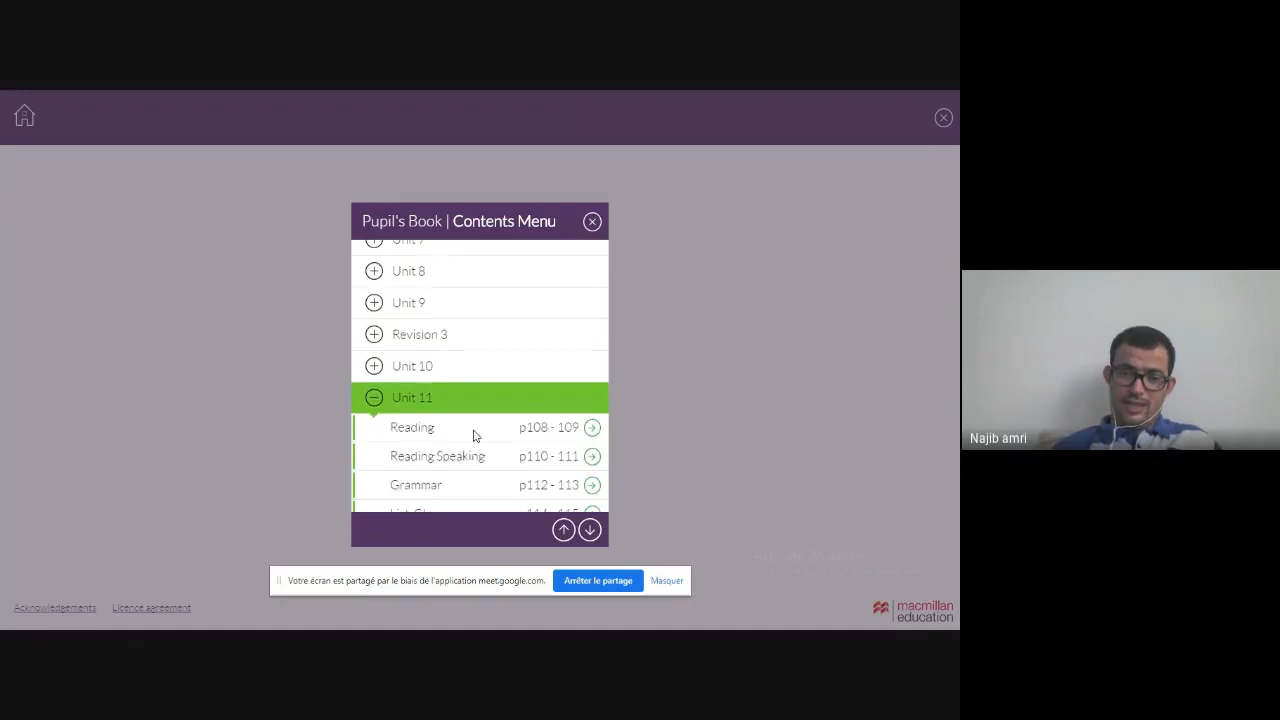 Pupil's Book | Contents Menu
Unit 7
Unit 8
Unit 9
Revision 3
Unit 10
Unit 11
Reading p108 - 109
Reading Speaking p110 - 111
Grammar p112 - 113
Najib amri
Votre écran est partagé par le biais de l'application meet.google.com. Arrêter le partage Masquer
Acknowledgements Licence agreement
macmillan
education